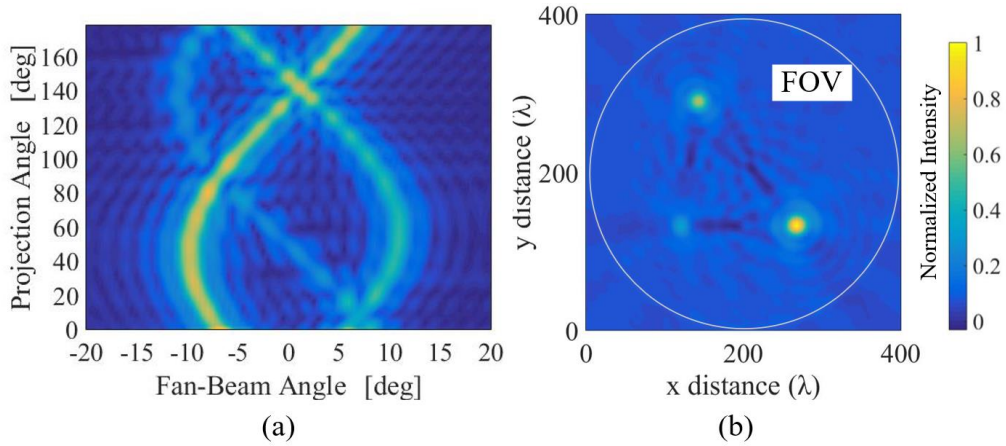 160
140
120
100
80
60
40
20
0
Projection Angle [deg]
-20 -15 -10 -5 0 5 10 15 20
Fan-Beam Angle [deg]
(a)
400
200
0
y distance (λ)
FOV
0 200 400
x distance (λ)
(b)
1
0.8
0.6
0.4
0.2
0
Normalized Intensity